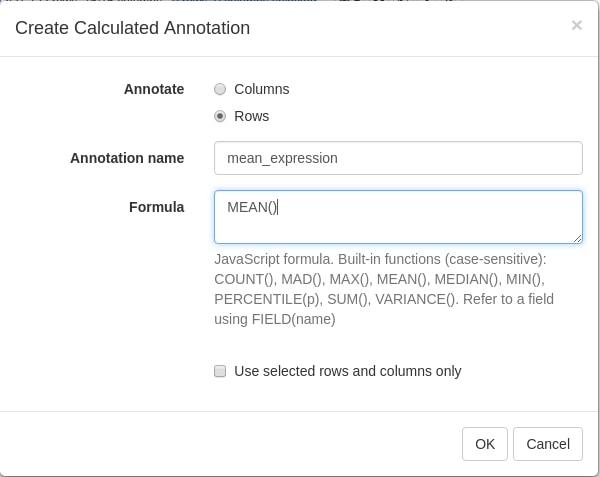 Create Calculated Annotation ×
Annotate Columns
Rows
Annotation name mean_expression
Formula MEAN()
JavaScript formula. Built-in functions (case-sensitive):
COUNT(), MAD(), MAX(), MEAN(), MEDIAN(), MIN(),
PERCENTILE(p), SUM(), VARIANCE(). Refer to a field
using FIELD(name)
Use selected rows and columns only
OK Cancel